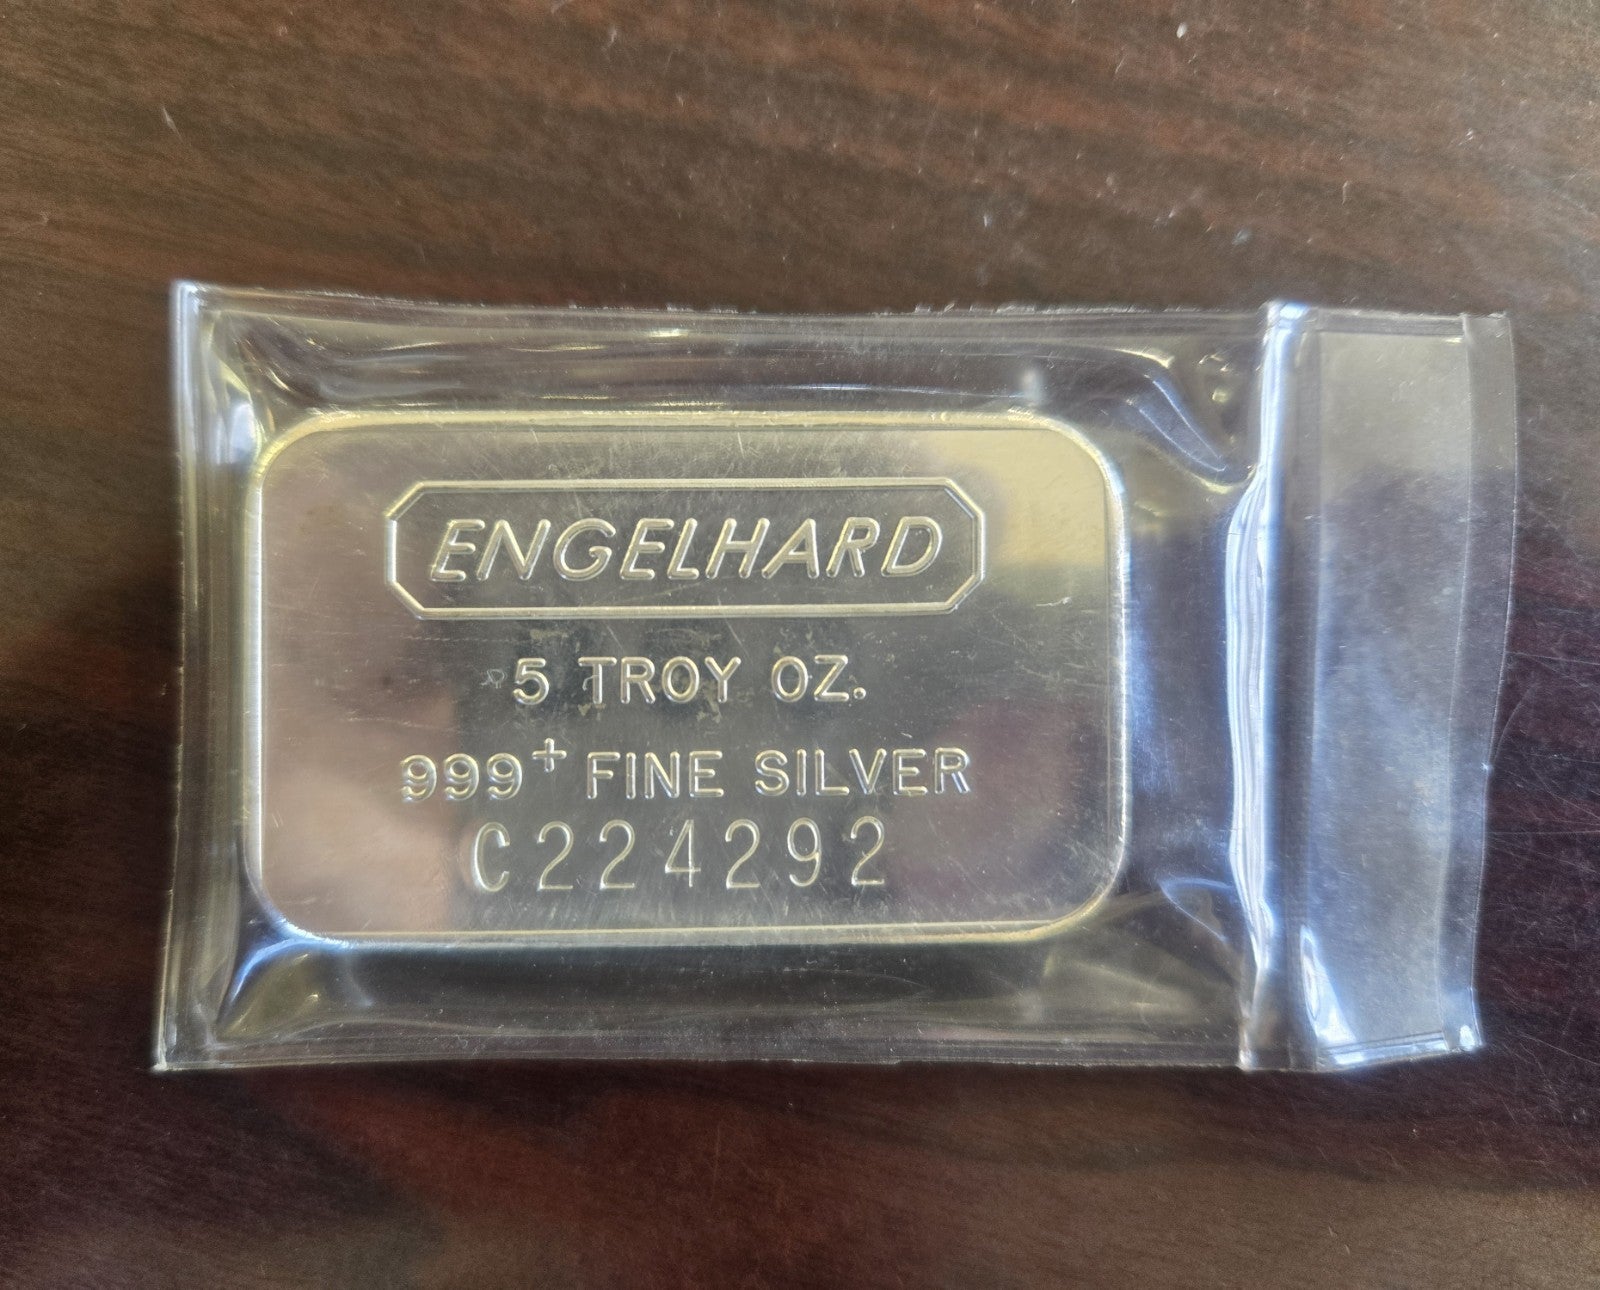 ENGELHARD
5 TROY OZ.
999+ FINE SILVER
C224292